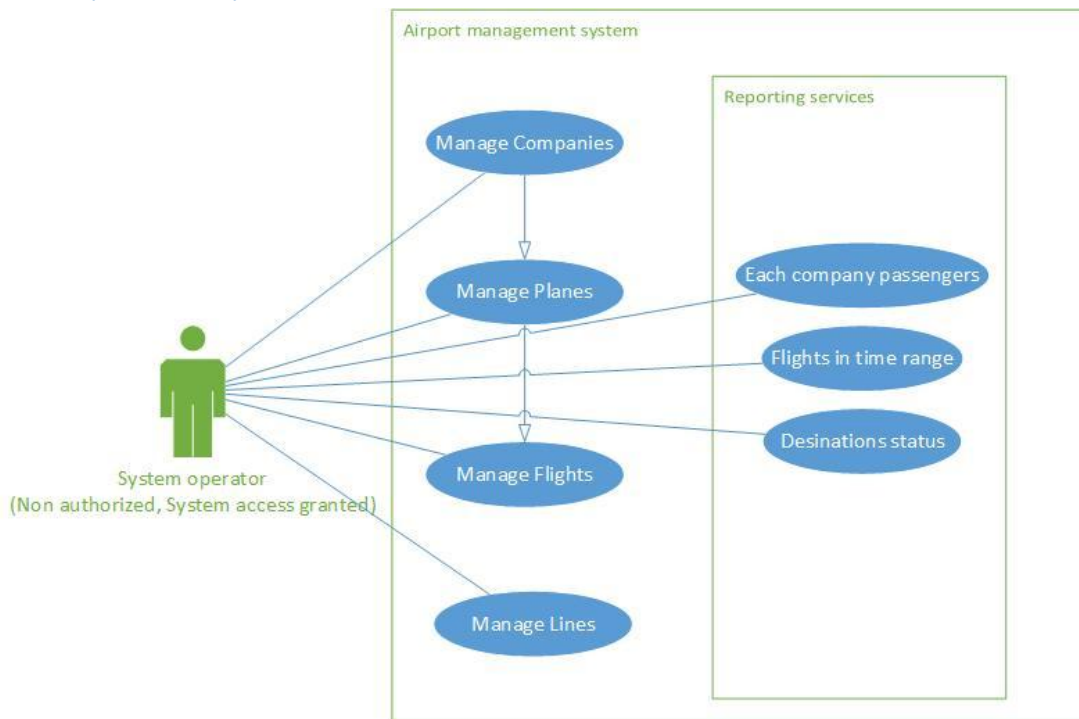 Airport management system
Reporting services
Manage Companies
Manage Planes
Each company passengers
Flights in time range
Desinations status
Manage Flights
System operator
(Non authorized, System access granted)
Manage Lines